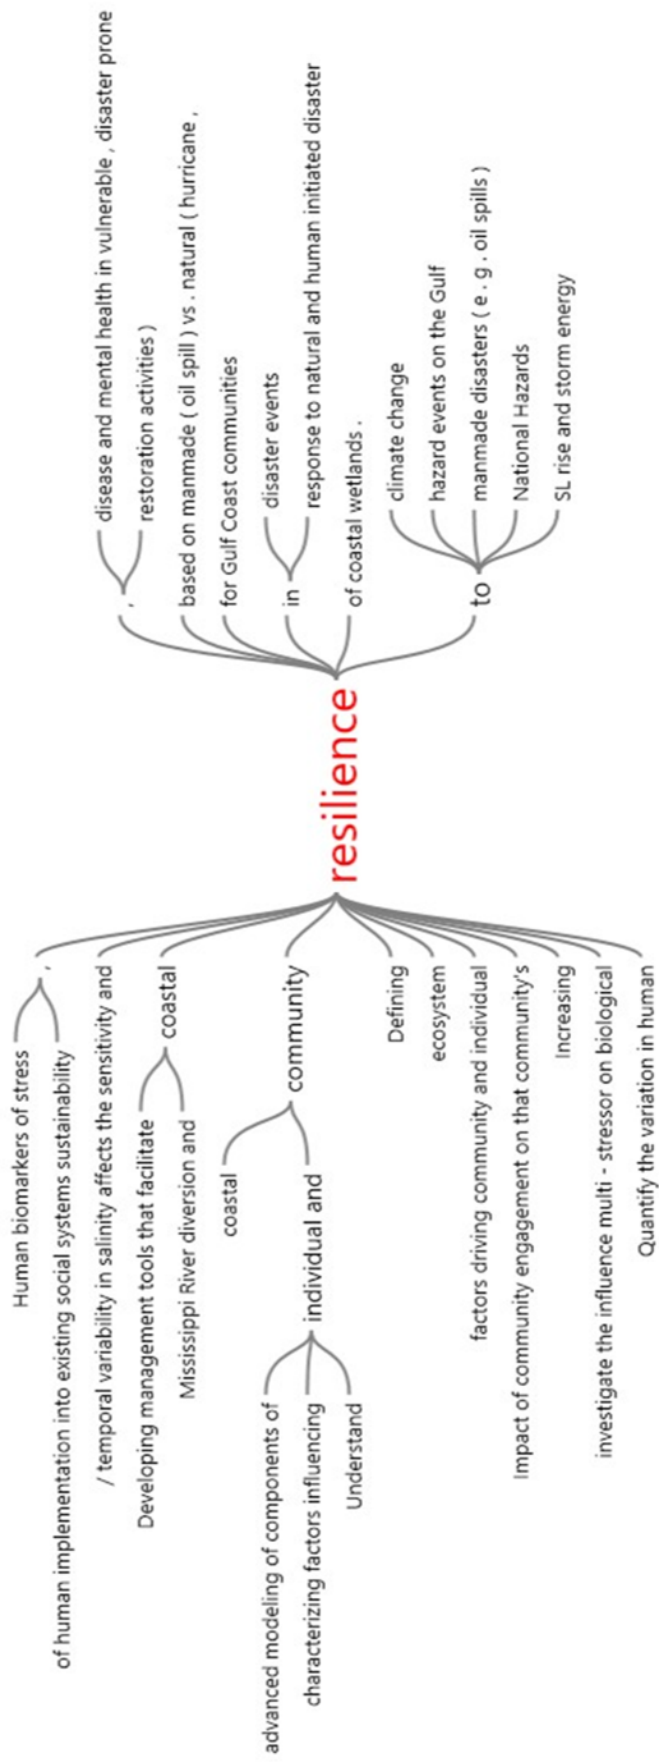 Human biomarkers of stress
of human implementation into existing social systems sustainability
,
/ temporal variability in salinity affects the sensitivity and
Developing management tools that facilitate
Mississippi River diversion and
coastal
coastal
advanced modeling of components of
characterizing factors influencing
Understand
individual and
community
Defining
ecosystem
factors driving community and individual
Impact of community engagement on that community's
Increasing
investigate the influence multi - stressor on biological
Quantify the variation in human
resilience
,
disease and mental health in vulnerable , disaster prone
restoration activities )
based on manmade ( oil spill ) vs . natural ( hurricane ,
for Gulf Coast communities
in
disaster events
response to natural and human initiated disaster
of coastal wetlands .
to
climate change
hazard events on the Gulf
manmade disasters ( e . g . oil spills )
National Hazards
SL rise and storm energy